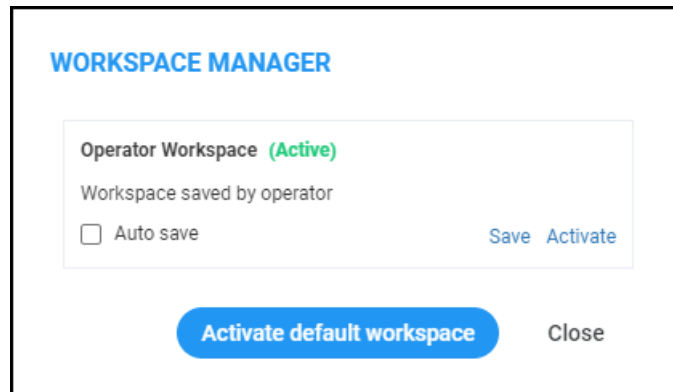 WORKSPACE MANAGER
Operator Workspace (Active)
Workspace saved by operator
Auto save
Save Activate
Activate default workspace
Close